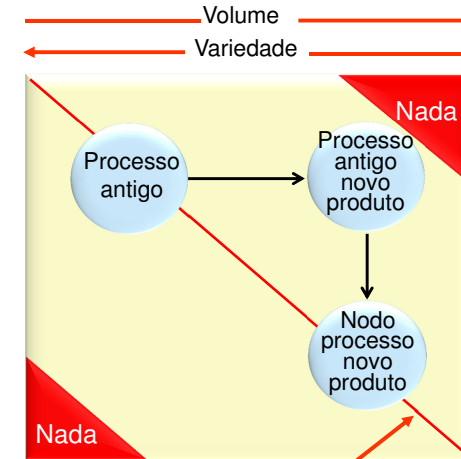 Volume
Variedade
Nada
Processo
antigo
Processo
antigo
novo
produto
Nodo
processo
novo
produto
Nada